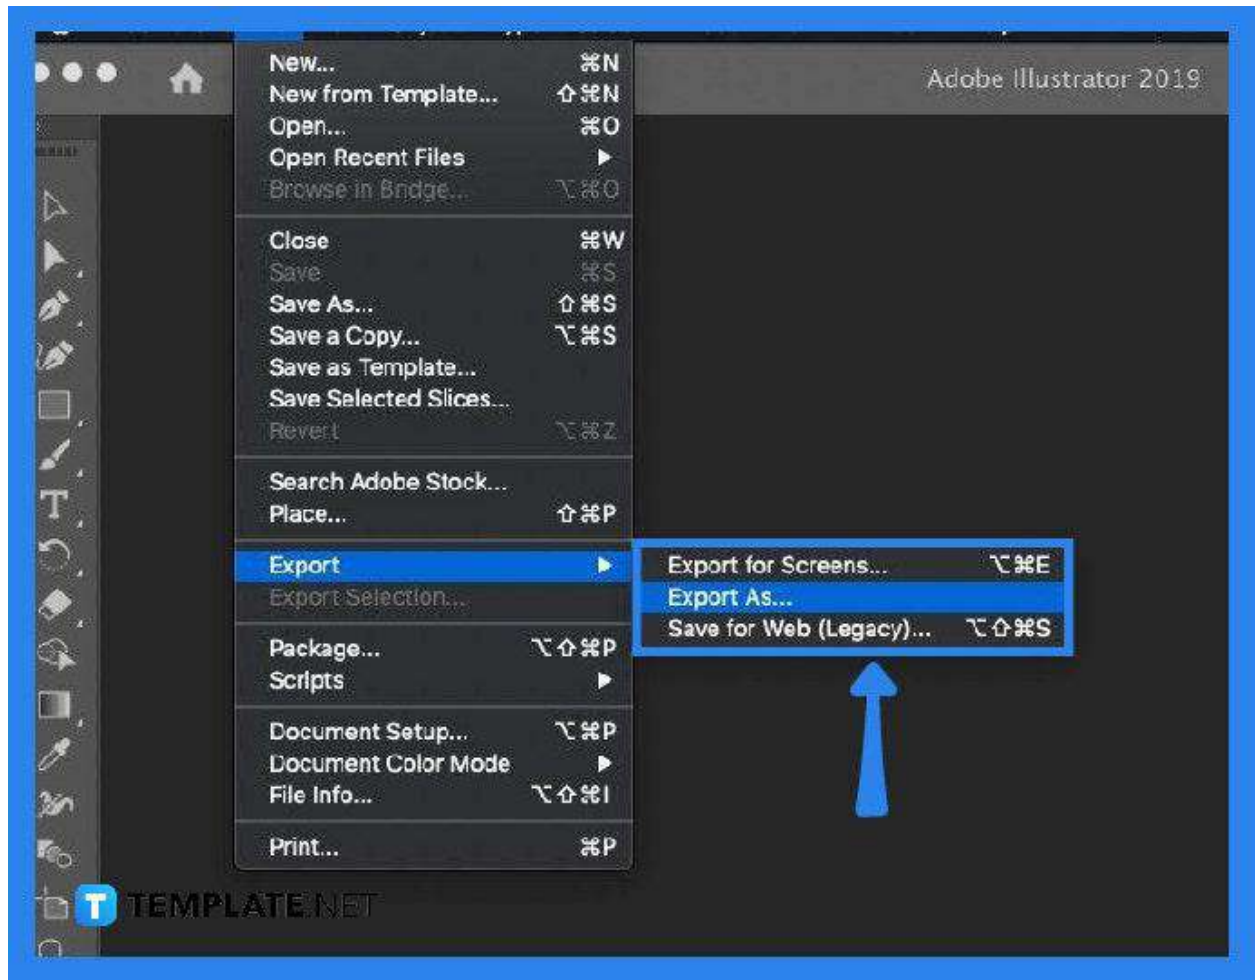 Adobe Illustrator 2019
New... ⌘N
New from Template... ⇧⌘N
Open... ⌘O
Open Recent Files ▶
Browse in Bridge... ⌥⌘O
Close ⌘W
Save ⌘S
Save As... ⇧⌘S
Save a Copy... ⌥⌘S
Save as Template...
Save Selected Slices...
Revert ⌥⌘Z
Search Adobe Stock...
Place... ⇧⌘P
Export ▶
Export Selection...
Export for Screens... ⌥⌘E
Export As...
Save for Web (Legacy)... ⌥⇧⌘S
Package... ⌥⇧⌘P
Scripts ▶
Document Setup... ⌥⌘P
Document Color Mode ▶
File Info... ⌥⇧⌘I
Print... ⌘P
T TEMPLATE.NET